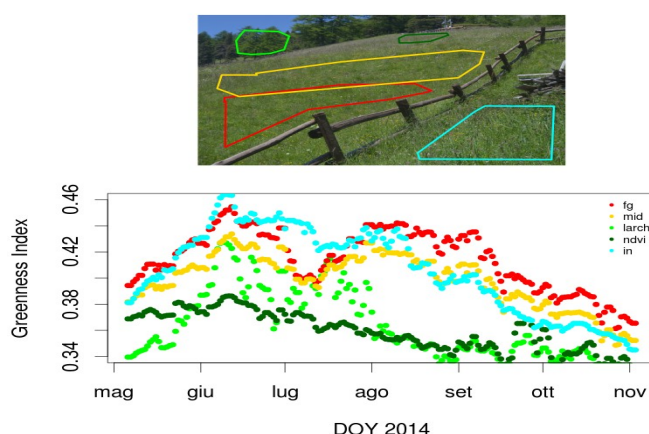 Greenness Index
0.46
0.42
0.38
0.34
fg
mid
larch
ndvi
in
mag
giu
lug
ago
set
ott
nov
DOY 2014